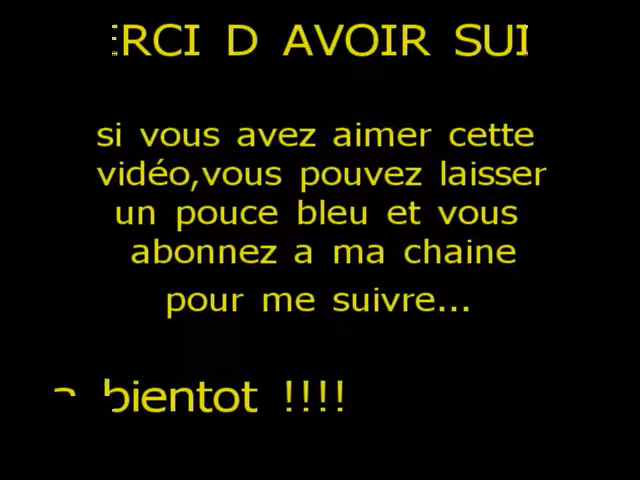 ERCI D AVOIR SUI
si vous avez aimer cette
vidéo,vous pouvez laisser
un pouce bleu et vous
abonnez a ma chaine
pour me suivre...
a bientot !!!!